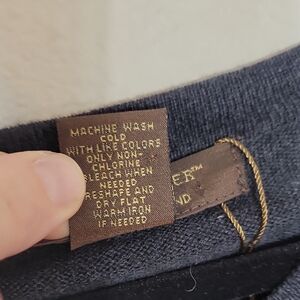 MACHINE WASH
COLD
WITH LIKE COLORS
ONLY NON-
CHLORINE
BLEACH WHEN
NEEDED
RESHAPE AND
DRY FLAT
WARM IRON
IF NEEDED